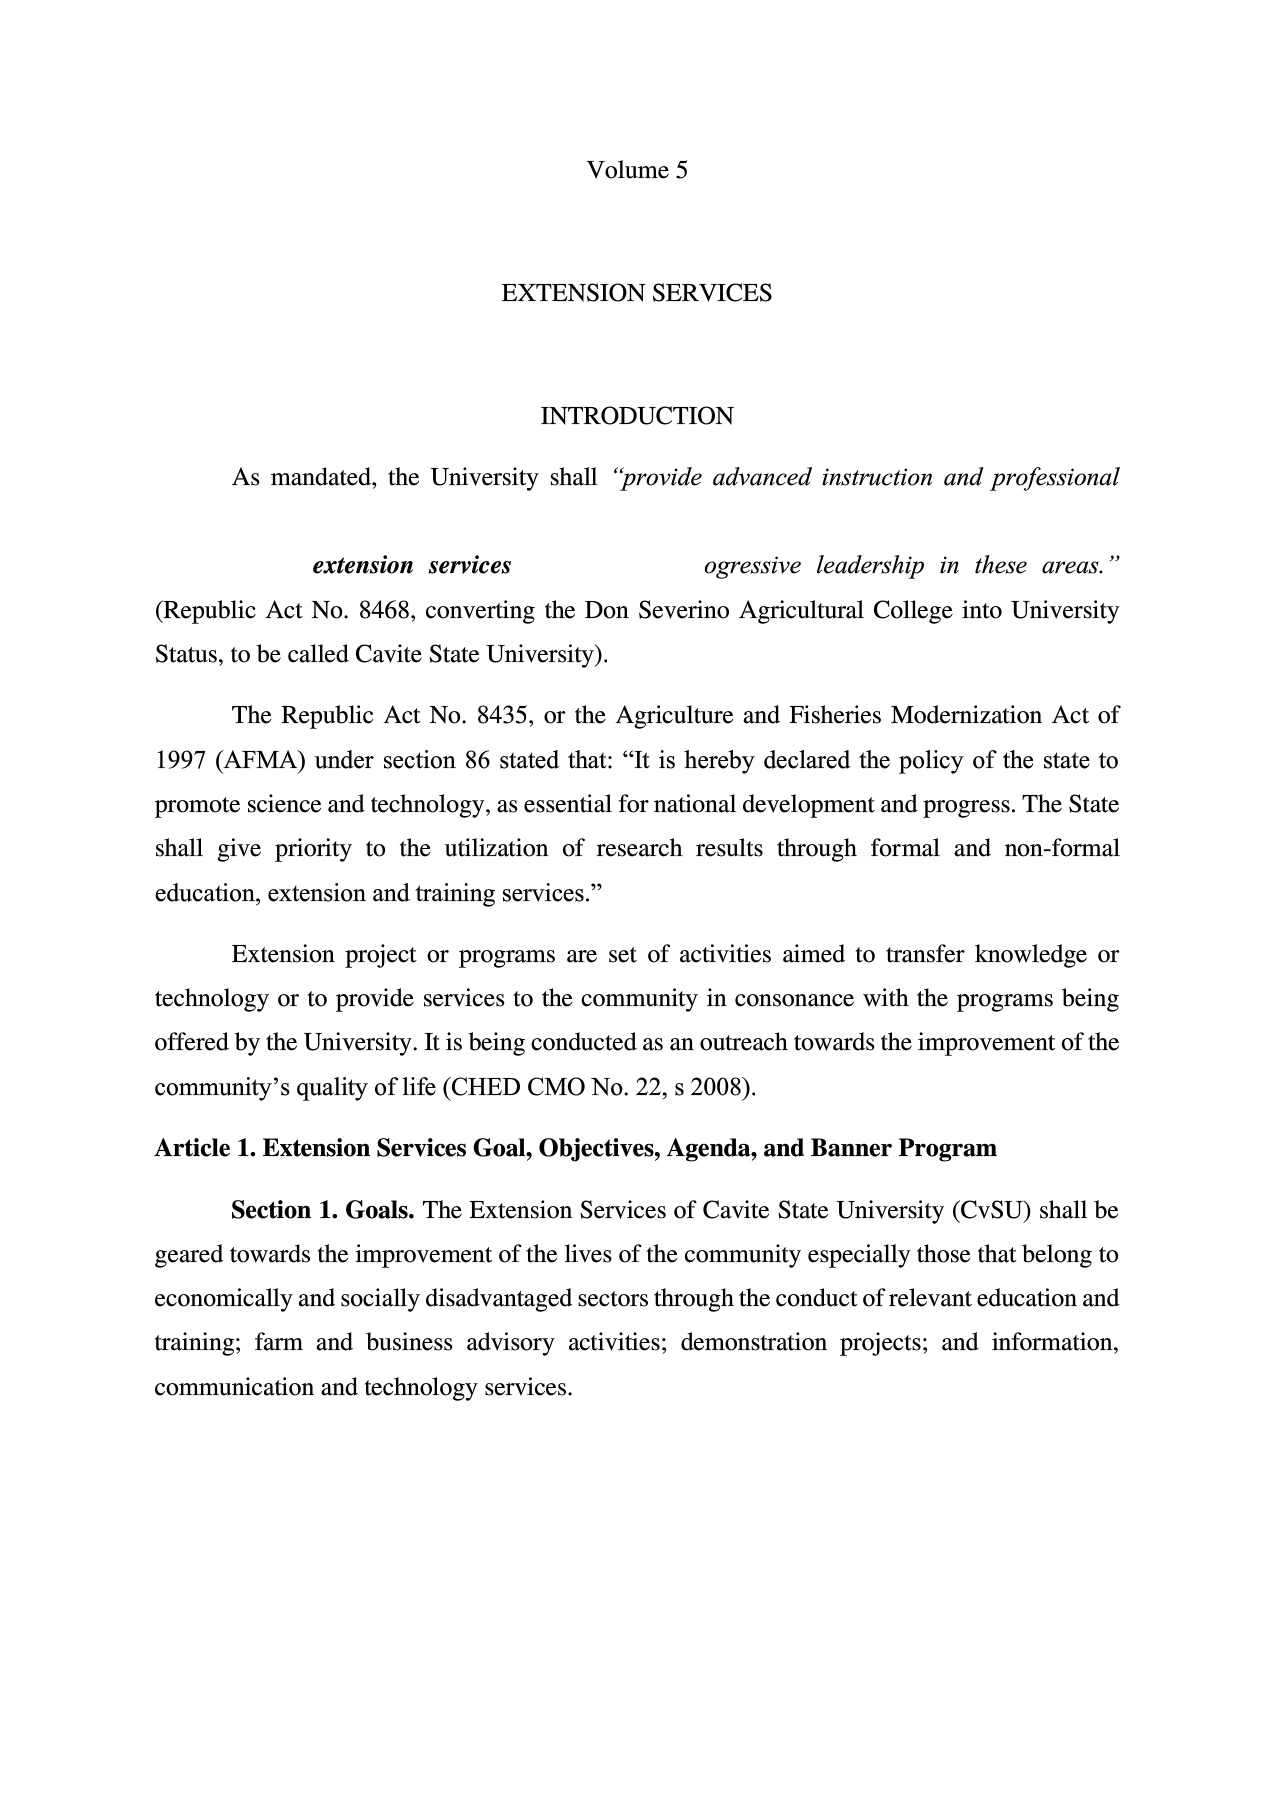 Volume 5
EXTENSION SERVICES
INTRODUCTION
As mandated, the University shall “provide advanced instruction and professional
extension services ogressive leadership in these areas.”
(Republic Act No. 8468, converting the Don Severino Agricultural College into University
Status, to be called Cavite State University).
The Republic Act No. 8435, or the Agriculture and Fisheries Modernization Act of
1997 (AFMA) under section 86 stated that: “It is hereby declared the policy of the state to
promote science and technology, as essential for national development and progress. The State
shall give priority to the utilization of research results through formal and non-formal
education, extension and training services.”
Extension project or programs are set of activities aimed to transfer knowledge or
technology or to provide services to the community in consonance with the programs being
offered by the University. It is being conducted as an outreach towards the improvement of the
community’s quality of life (CHED CMO No. 22, s 2008).
Article 1. Extension Services Goal, Objectives, Agenda, and Banner Program
Section 1. Goals. The Extension Services of Cavite State University (CvSU) shall be
geared towards the improvement of the lives of the community especially those that belong to
economically and socially disadvantaged sectors through the conduct of relevant education and
training; farm and business advisory activities; demonstration projects; and information,
communication and technology services.